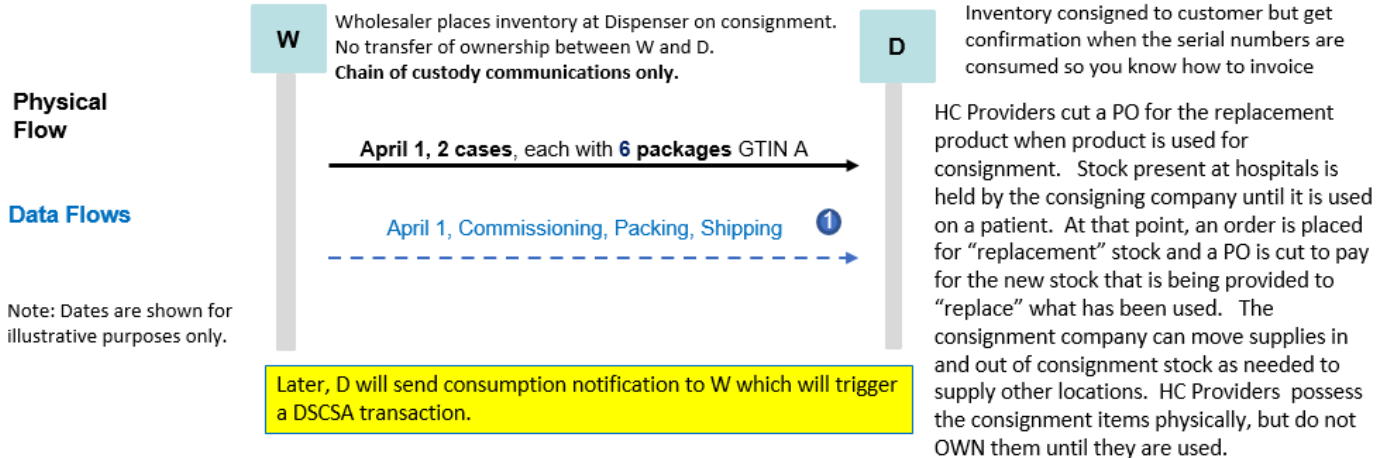 W
Wholesaler places inventory at Dispenser on consignment.
No transfer of ownership between W and D.
Chain of custody communications only.
D
Inventory consigned to customer but get
confirmation when the serial numbers are
consumed so you know how to invoice
Physical
Flow
April 1, 2 cases, each with 6 packages GTIN A
Data Flows
April 1, Commissioning, Packing, Shipping
1
Note: Dates are shown for
illustrative purposes only.
Later, D will send consumption notification to W which will trigger
a DSCSA transaction.
HC Providers cut a PO for the replacement
product when product is used for
consignment.   Stock present at hospitals is
held by the consigning company until it is used
on a patient.  At that point, an order is placed
for “replacement” stock and a PO is cut to pay
for the new stock that is being provided to
“replace” what has been used.   The
consignment company can move supplies in
and out of consignment stock as needed to
supply other locations.  HC Providers  possess
the consignment items physically, but do not
OWN them until they are used.